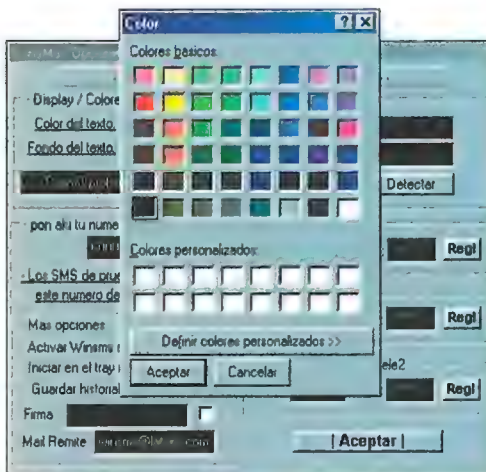 Color
Colores básicos:
Display / Colore
Color del texto.
Fondo del texto.
Detectar
pon aki tu nume
Colores personalizados:
Regl
- Los SMS de prue
este numero de
Mas opciones
Regl
Definir colores personalizados >>
Activar Winsms
Iniciar en el tray
ele2
Aceptar
Cancelar
Guardar historial
Regl
Firma
Mail Remite
| Aceptar |